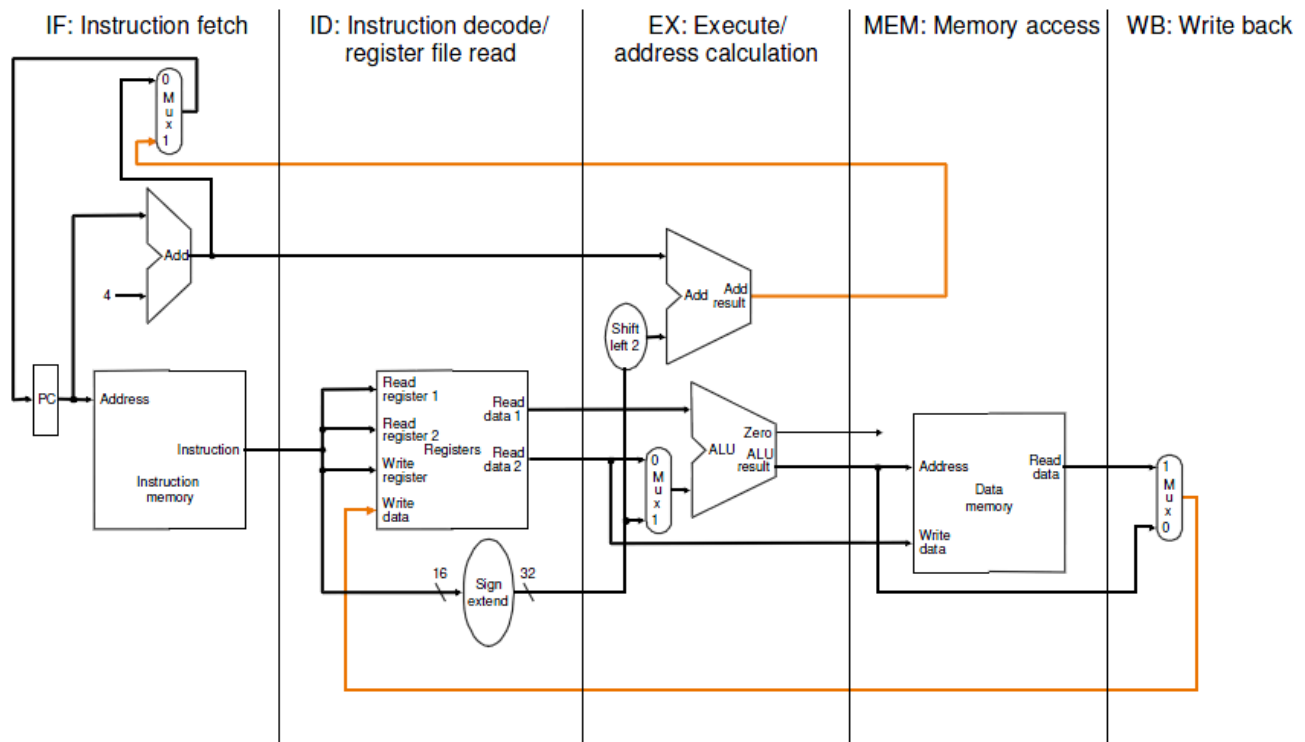 IF: Instruction fetch
ID: Instruction decode/
register file read
EX: Execute/
address calculation
MEM: Memory access
WB: Write back
0
M
u
x
1
Add
4
Add
Add
result
Shift
left 2
PC
Address
Instruction
Instruction
memory
Read
register 1
Read
register 2
Write
register
Write
data
Registers
Read
data 1
Read
data 2
16
Sign
extend
32
0
M
u
x
1
Zero
ALU
ALU
result
Address
Write
data
Data
memory
Read
data
1
M
u
x
0